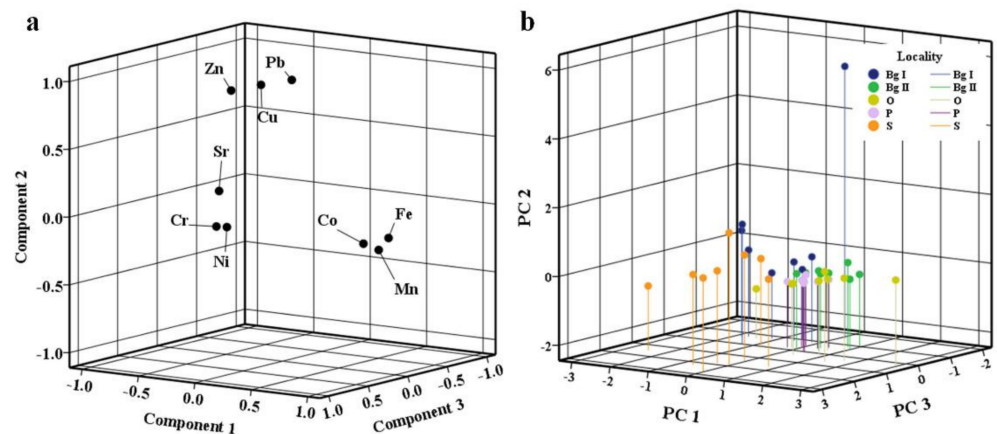 a
b
Component 2
1.0
0.5
0.0
-0.5
-1.0
Zn
Pb
Cu
Sr
Cr
Ni
Co
Fe
Mn
-1.0 -0.5 0.0 0.5 1.0
Component 1
1.0 0.5 0.0 -0.5 -1.0
Component 3
PC 2
6
4
2
0
-2
Locality
Bg I Bg I
Bg II Bg II
O O
P P
S S
-3 -2 -1 0 1 2 3
PC 1
3 2 1 0 -1 -2
PC 3